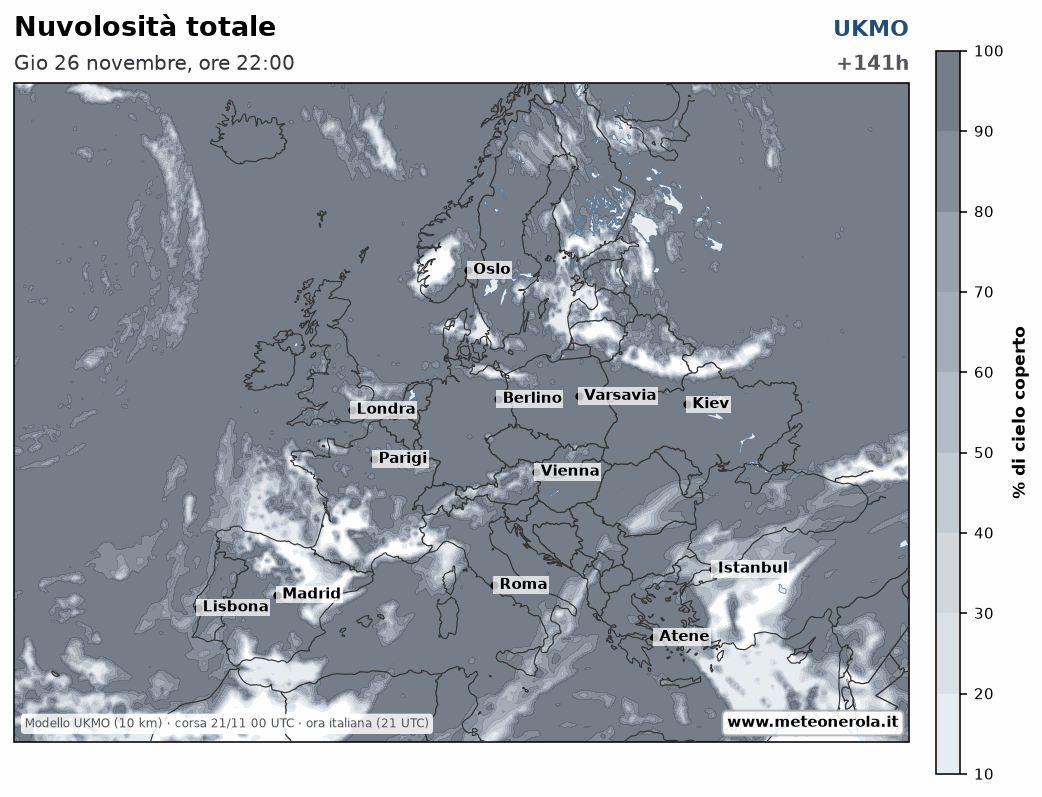 Nuvolosità totale
UKMO
Gio 26 novembre, ore 22:00
+141h
100
90
80
70
60
50
40
30
20
10
% di cielo coperto
Oslo
Londra
Berlino
Varsavia
Kiev
Parigi
Vienna
Istanbul
Roma
Madrid
Lisbona
Atene
Modello UKMO (10 km) · corsa 21/11 00 UTC · ora italiana (21 UTC)
www.meteonerola.it